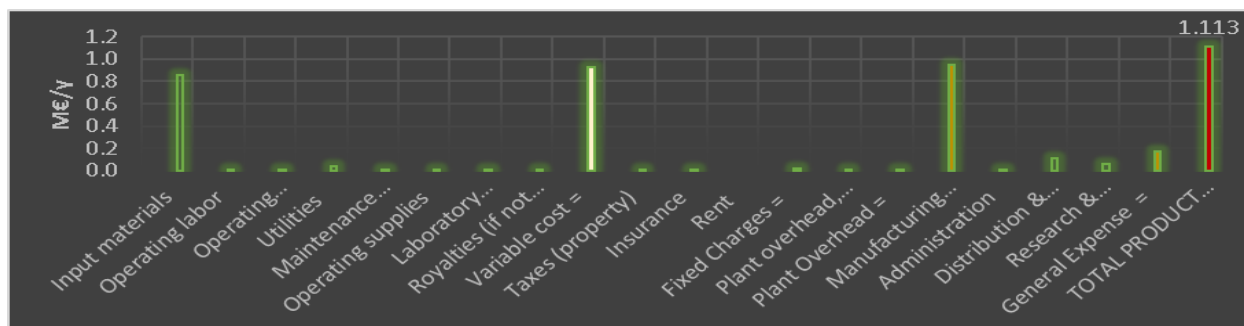 1.113
M€/y
1.2
1.0
0.8
0.6
0.4
0.2
0.0
Input materials
Operating labor
Operating...
Utilities
Maintenance...
Operating supplies
Laboratory...
Royalties (if not...
Variable cost =
Taxes (property)
Insurance
Rent
Fixed Charges =
Plant overhead,...
Plant Overhead =
Manufacturing...
Administration
Distribution &...
Research &...
General Expense =
TOTAL PRODUCT...